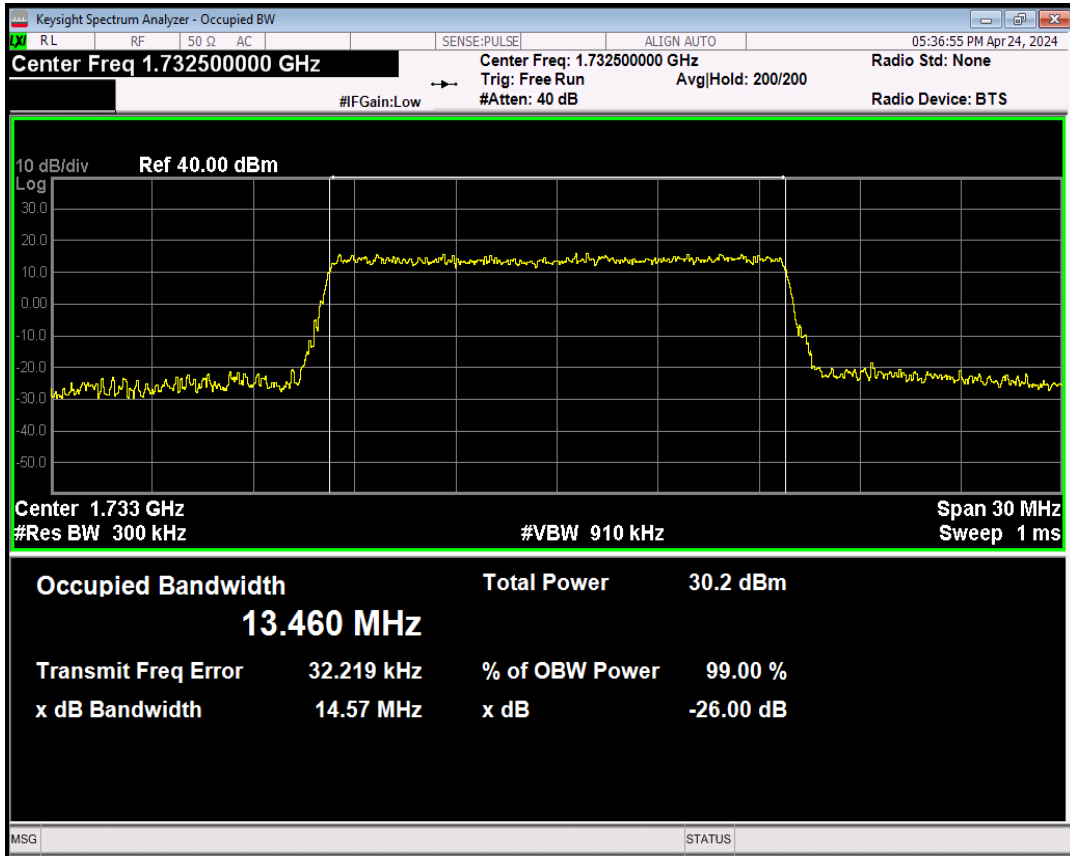 Keysight Spectrum Analyzer - Occupied BW
LXI RL RF 50 Ω AC SENSE:PULSE ALIGN AUTO 05:36:55 PM Apr 24, 2024
Center Freq 1.732500000 GHz
Center Freq: 1.732500000 GHz
Radio Std: None
Trig: Free Run Avg|Hold: 200/200
#IFGain:Low #Atten: 40 dB Radio Device: BTS
10 dB/div Ref 40.00 dBm
Log
30.0
20.0
10.0
0.00
-10.0
-20.0
-30.0
-40.0
-50.0
Center 1.733 GHz Span 30 MHz
#Res BW 300 kHz #VBW 910 kHz Sweep 1 ms
Occupied Bandwidth Total Power 30.2 dBm
13.460 MHz
Transmit Freq Error 32.219 kHz % of OBW Power 99.00 %
x dB Bandwidth 14.57 MHz x dB -26.00 dB
MSG STATUS